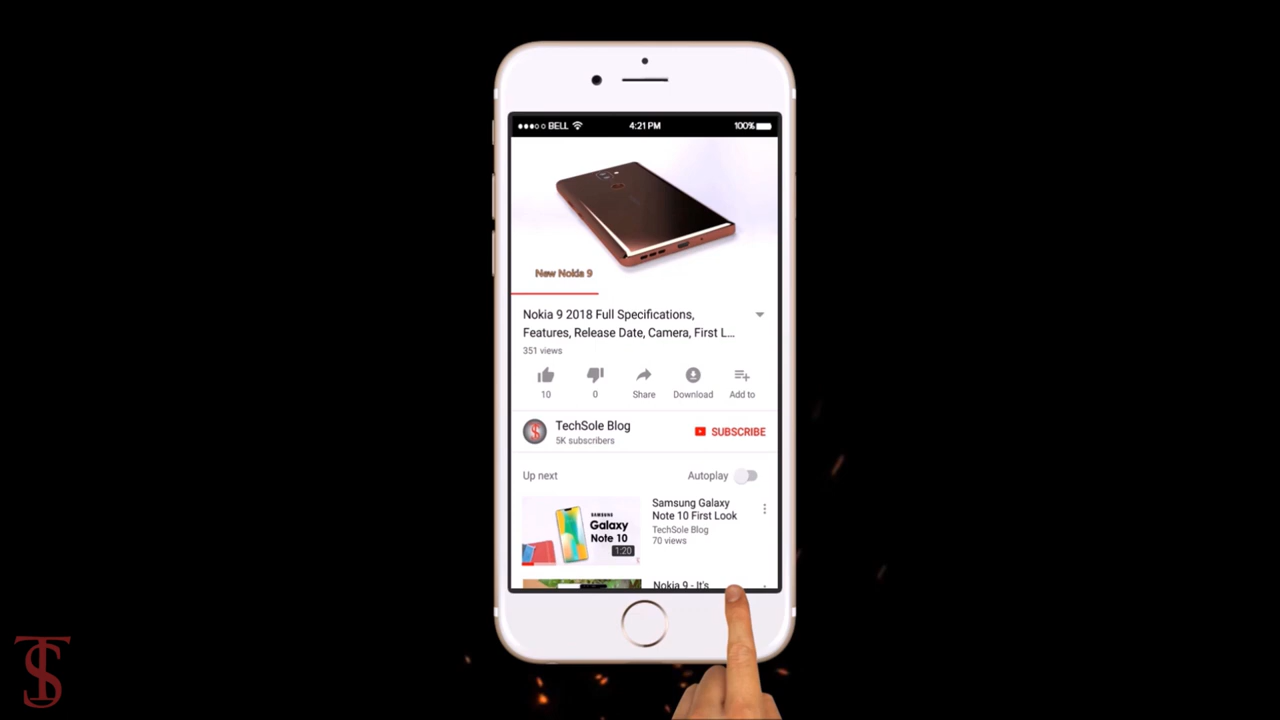 BELL
4:21 PM
100%
New Nokia 9
Nokia 9 2018 Full Specifications,
Features, Release Date, Camera, First L...
351 views
10
0
Share
Download
Add to
TechSole Blog
5K subscribers
SUBSCRIBE
Up next
Autoplay
SAMSUNG
Galaxy
Note 10
1:20
Samsung Galaxy
Note 10 First Look
TechSole Blog
70 views
Nokia 9 - It's
TS